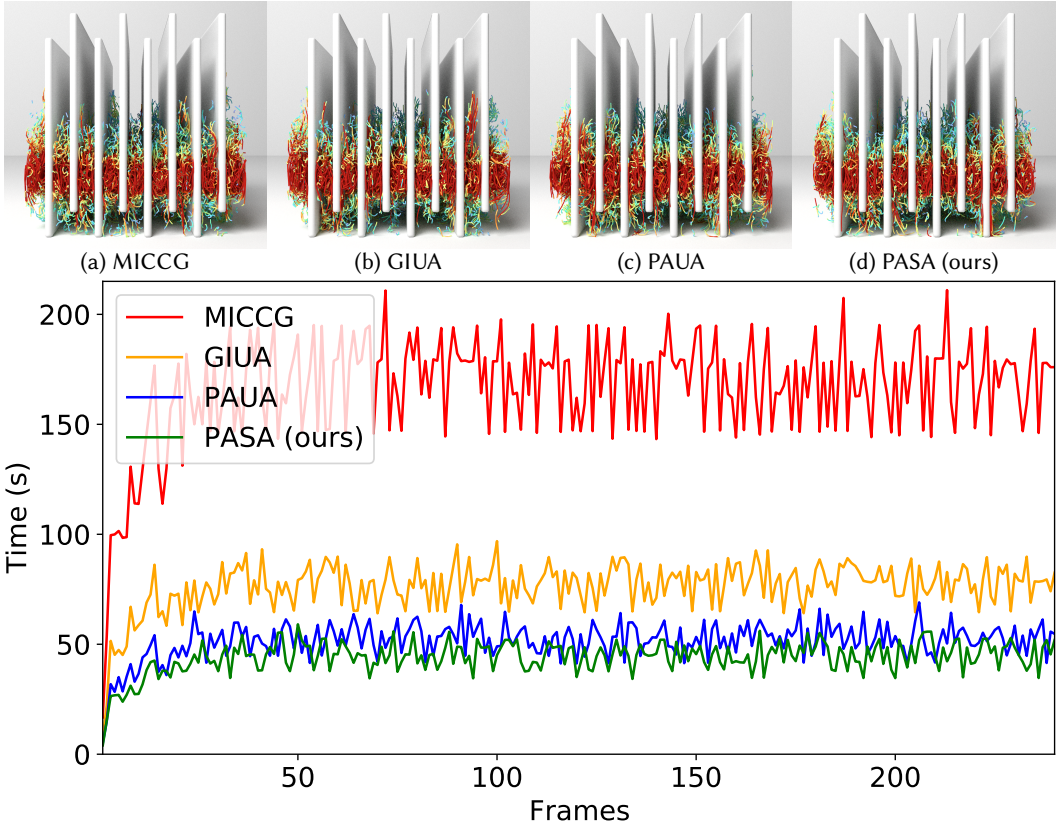 (a) MICCG
(b) GIUA
(c) PAUA
(d) PASA (ours)
MICCG
GIUA
PAUA
PASA (ours)
Time (s)
200
150
100
50
0
50
100
150
200
Frames